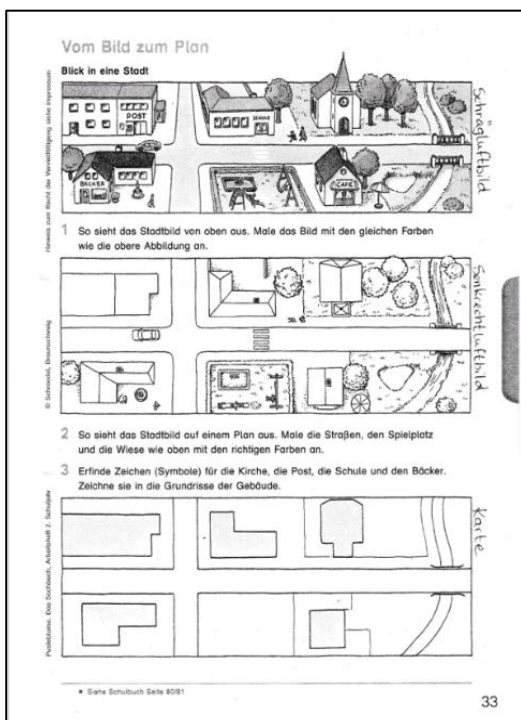 Vom Bild zum Plan
Blick in eine Stadt
POST
SCHULE
BÄCKER
CAFE
Schrägluftbild
1 So sieht das Stadtbild von oben aus. Male das Bild mit den gleichen Farben
wie die obere Abbildung an.
Senkrechtluftbild
2 So sieht das Stadtbild auf einem Plan aus. Male die Straßen, den Spielplatz
und die Wiese wie oben mit den richtigen Farben an.
3 Erfinde Zeichen (Symbole) für die Kirche, die Post, die Schule und den Bäcker.
Zeichne sie in die Grundrisse der Gebäude.
Karte
Hinweis zum Recht der Vervielfältigung siehe Impressum
© Schroedel, Braunschweig
Pusteblume. Das Sachbuch, Arbeitsheft 2. Schuljahr
* Siehe Schulbuch Seite 80/81
33